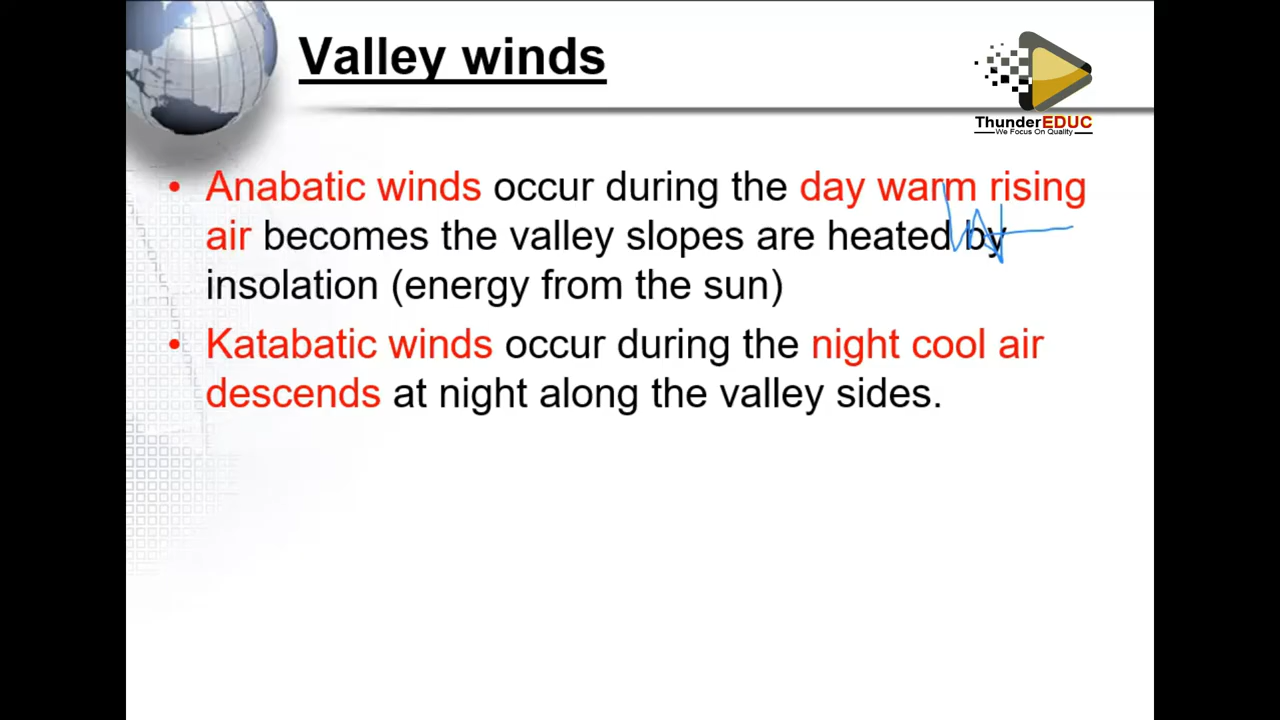 Valley winds
ThunderEDUC
We Focus On Quality
• Anabatic winds occur during the day warm rising
air becomes the valley slopes are heated by
insolation (energy from the sun)
• Katabatic winds occur during the night cool air
descends at night along the valley sides.